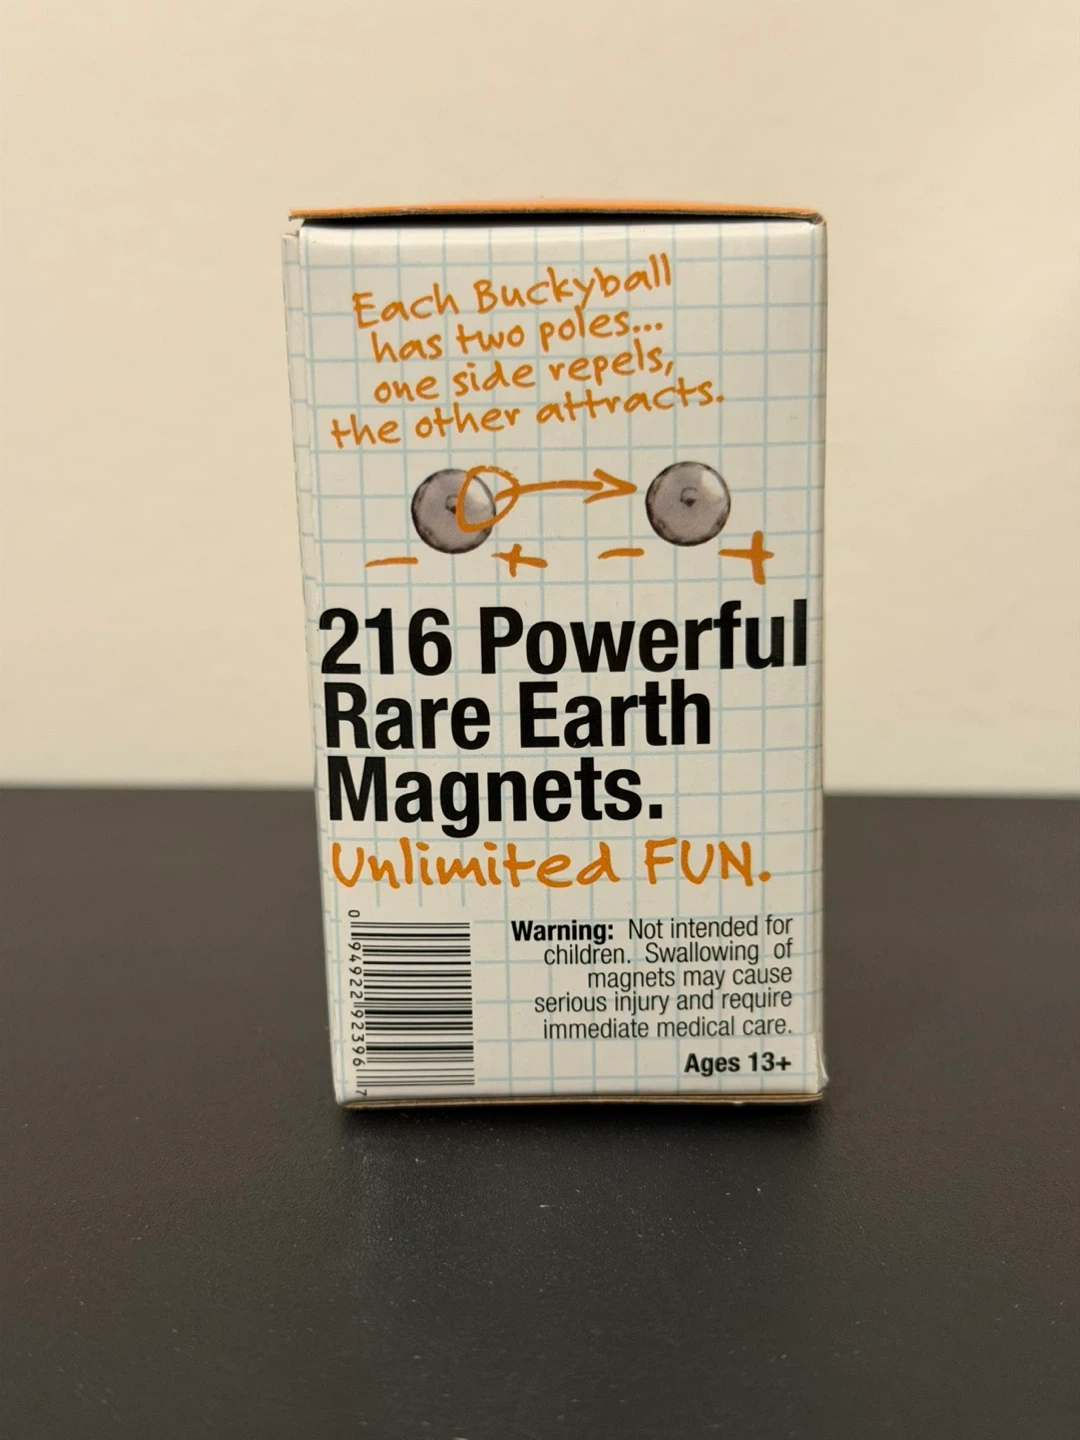 Each Buckyball
has two poles...
one side repels,
the other attracts.
- + - +
216 Powerful
Rare Earth
Magnets.
Unlimited FUN.
Warning: Not intended for
children. Swallowing of
magnets may cause
serious injury and require
immediate medical care.
Ages 13+
0 94922 92396 7